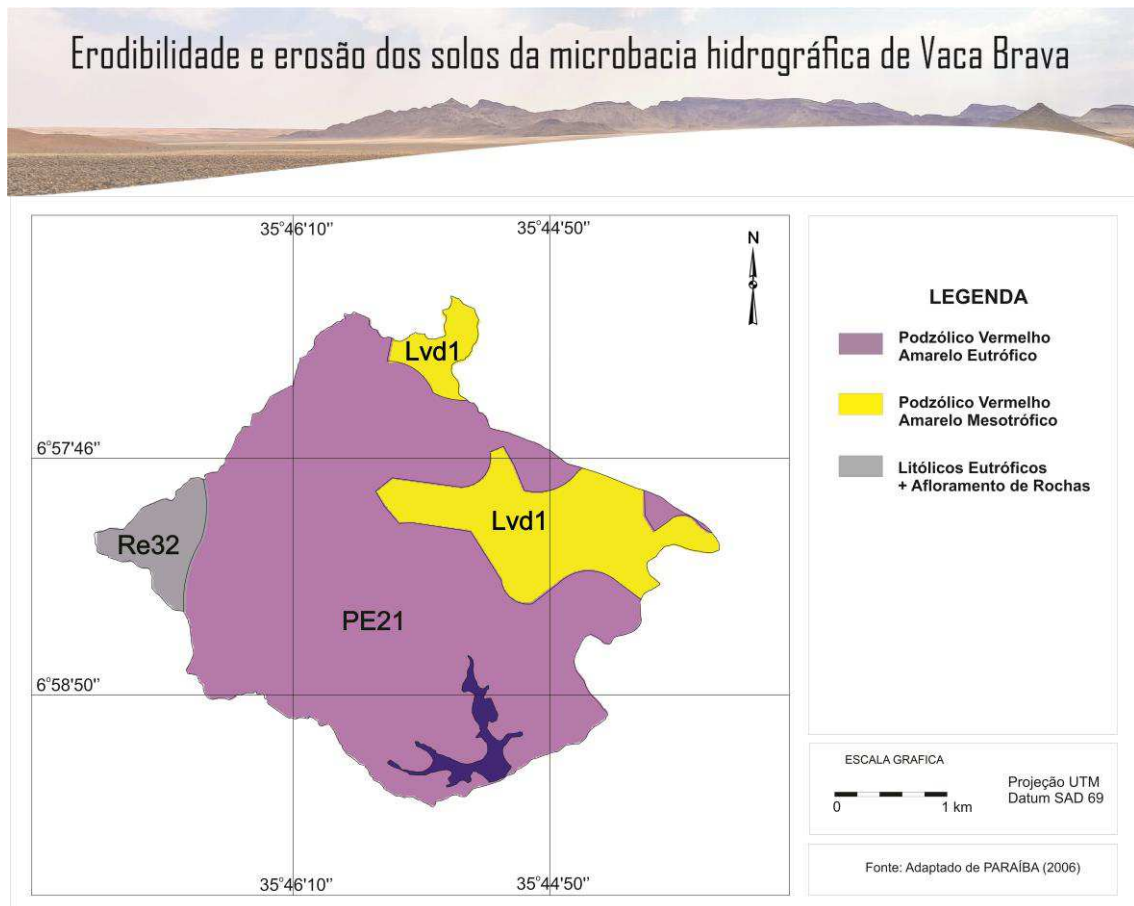 Erodibilidade e erosão dos solos da microbacia hidrográfica de Vaca Brava
35°46'10"
35°44'50"
N
Lvd1
6°57'46"
Lvd1
Re32
PE21
6°58'50"
35°46'10"
35°44'50"
LEGENDA
Podzólico Vermelho
Amarelo Eutrófico
Podzólico Vermelho
Amarelo Mesotrófico
Litólicos Eutróficos
+ Afloramento de Rochas
ESCALA GRAFICA
0
1 km
Projeção UTM
Datum SAD 69
Fonte: Adaptado de PARAÍBA (2006)